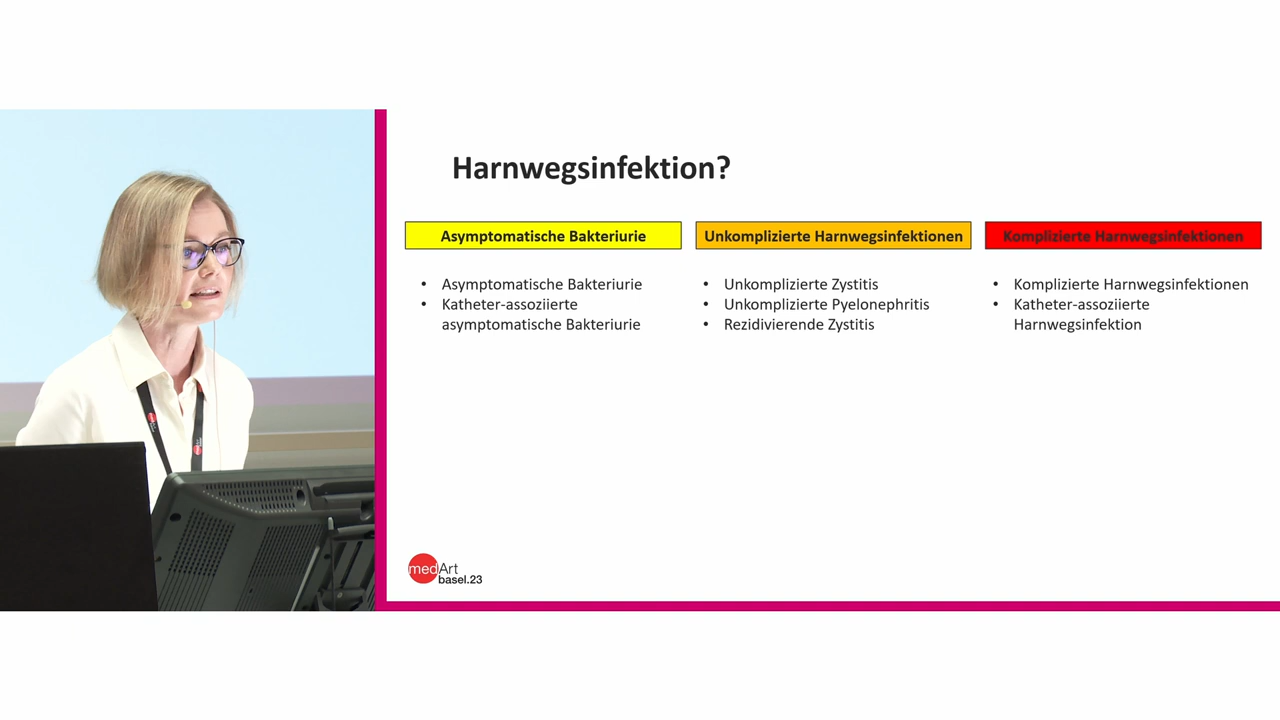 Harnwegsinfektion?
Asymptomatische Bakteriurie
• Asymptomatische Bakteriurie
• Katheter-assoziierte
asymptomatische Bakteriurie
Unkomplizierte Harnwegsinfektionen
• Unkomplizierte Zystitis
• Unkomplizierte Pyelonephritis
• Rezidivierende Zystitis
Komplizierte Harnwegsinfektionen
• Komplizierte Harnwegsinfektionen
• Katheter-assoziierte
Harnwegsinfektion
medArt
basel.23